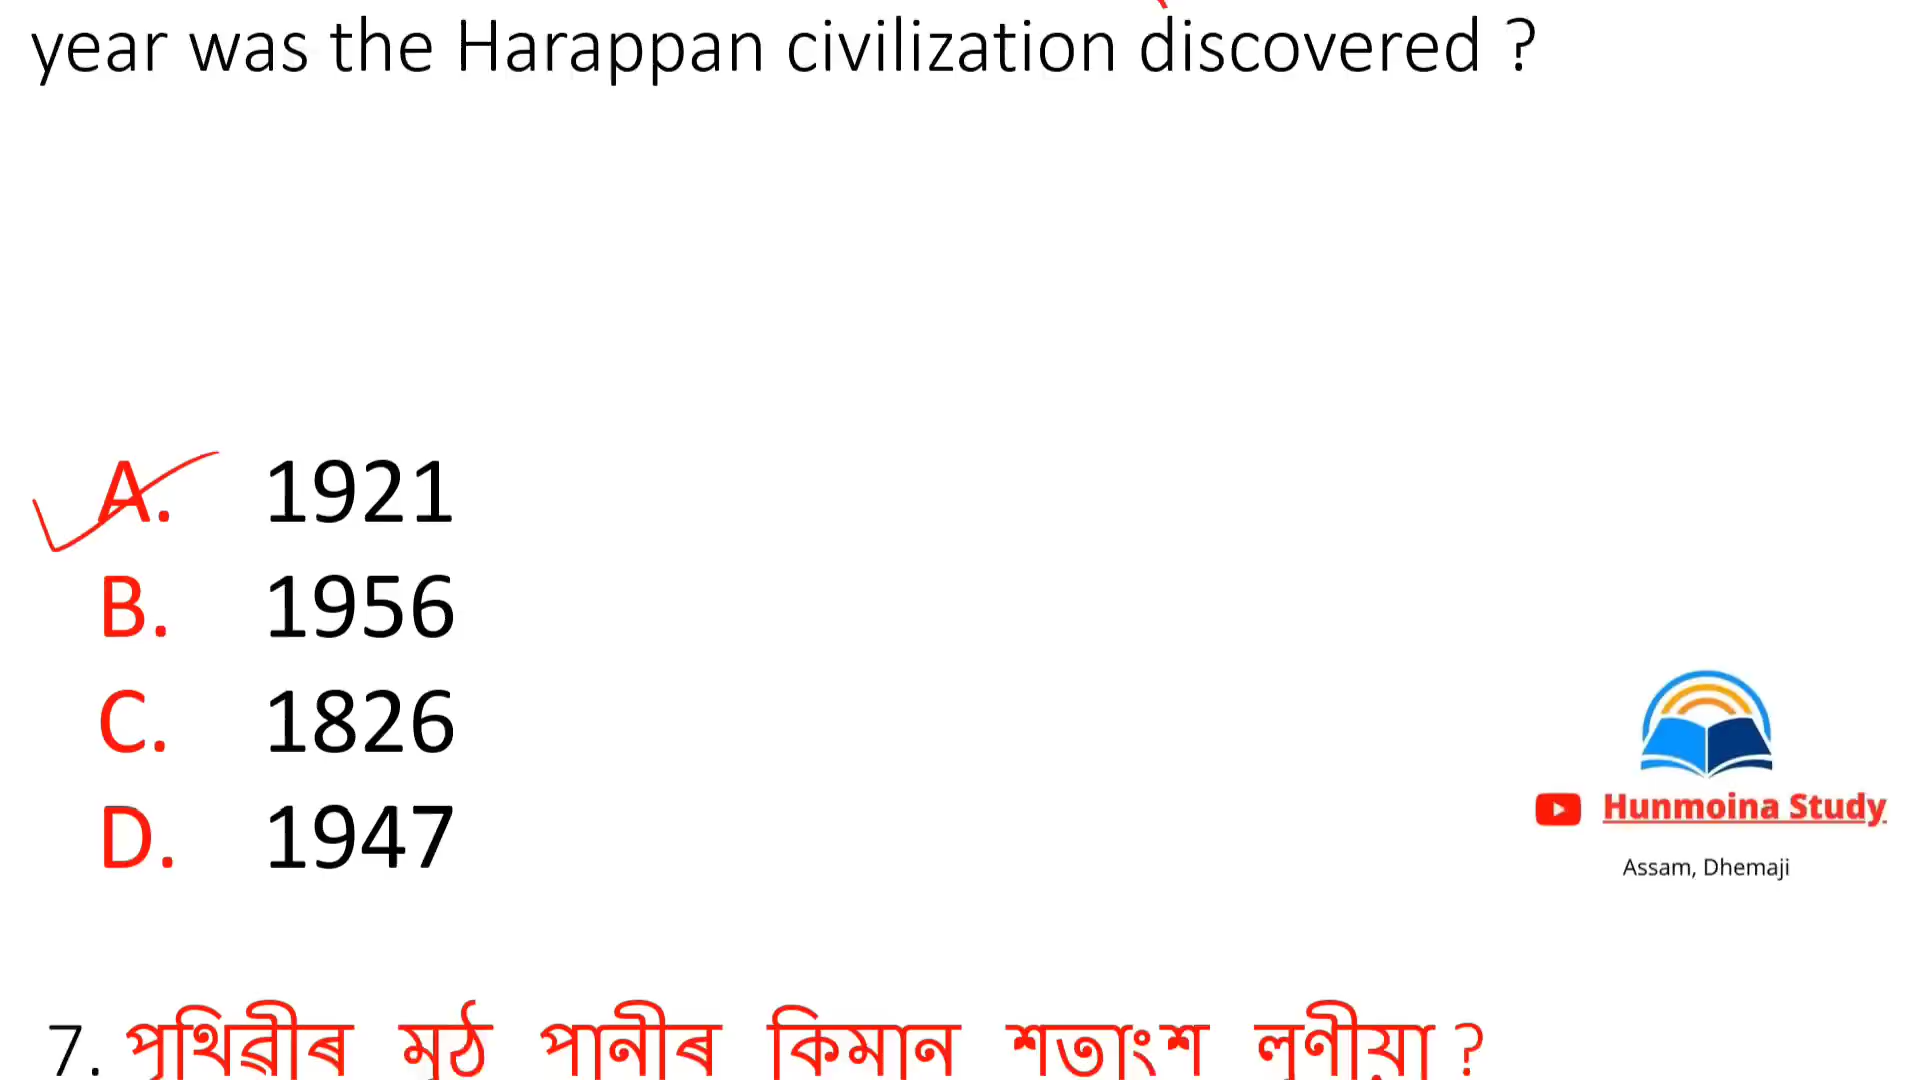 year was the Harappan civilization discovered ?
A. 1921
B. 1956
C. 1826
D. 1947
Hunmoina Study
Assam, Dhemaji
7. পৃথিৱীৰ মুঠ পানীৰ কিমান শতাংশ লুণীয়া ?